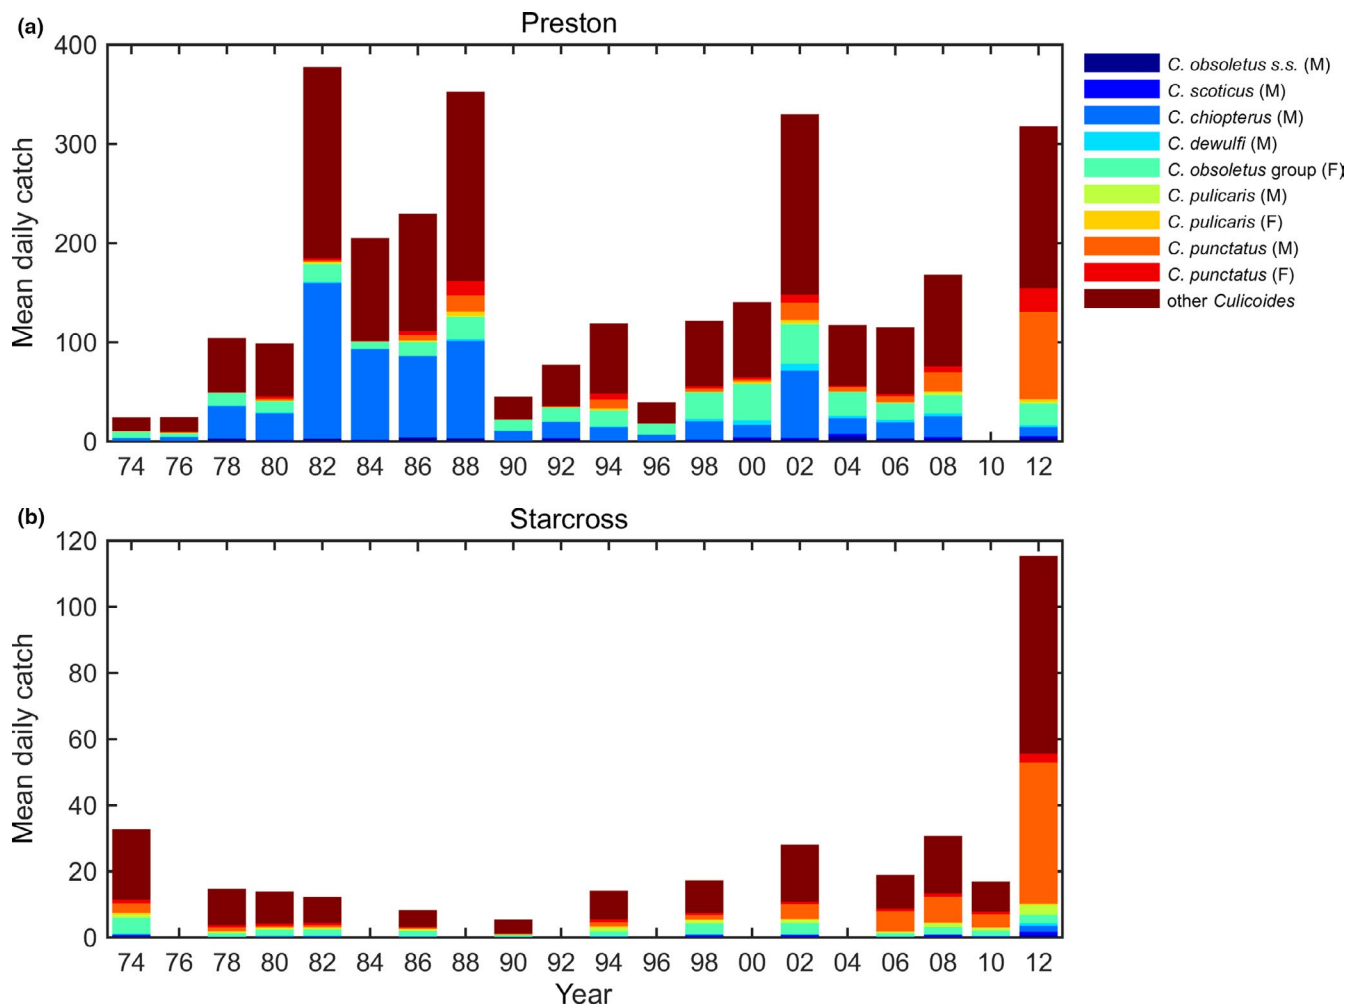 (a)
Preston
400
300
200
100
0
Mean daily catch
74 76 78 80 82 84 86 88 90 92 94 96 98 00 02 04 06 08 10 12
C. obsoletus s.s. (M)
C. scoticus (M)
C. chiopterus (M)
C. dewulfi (M)
C. obsoletus group (F)
C. pulicaris (M)
C. pulicaris (F)
C. punctatus (M)
C. punctatus (F)
other Culicoides
(b)
Starcross
120
100
80
60
40
20
0
Mean daily catch
74 76 78 80 82 84 86 88 90 92 94 96 98 00 02 04 06 08 10 12
Year